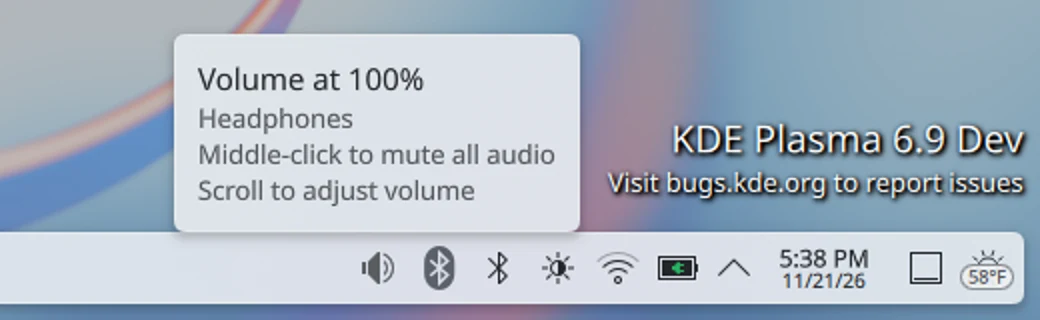 Volume at 100%
Headphones
Middle-click to mute all audio
Scroll to adjust volume
KDE Plasma 6.9 Dev
Visit bugs.kde.org to report issues
5:38 PM
11/21/26
58°F